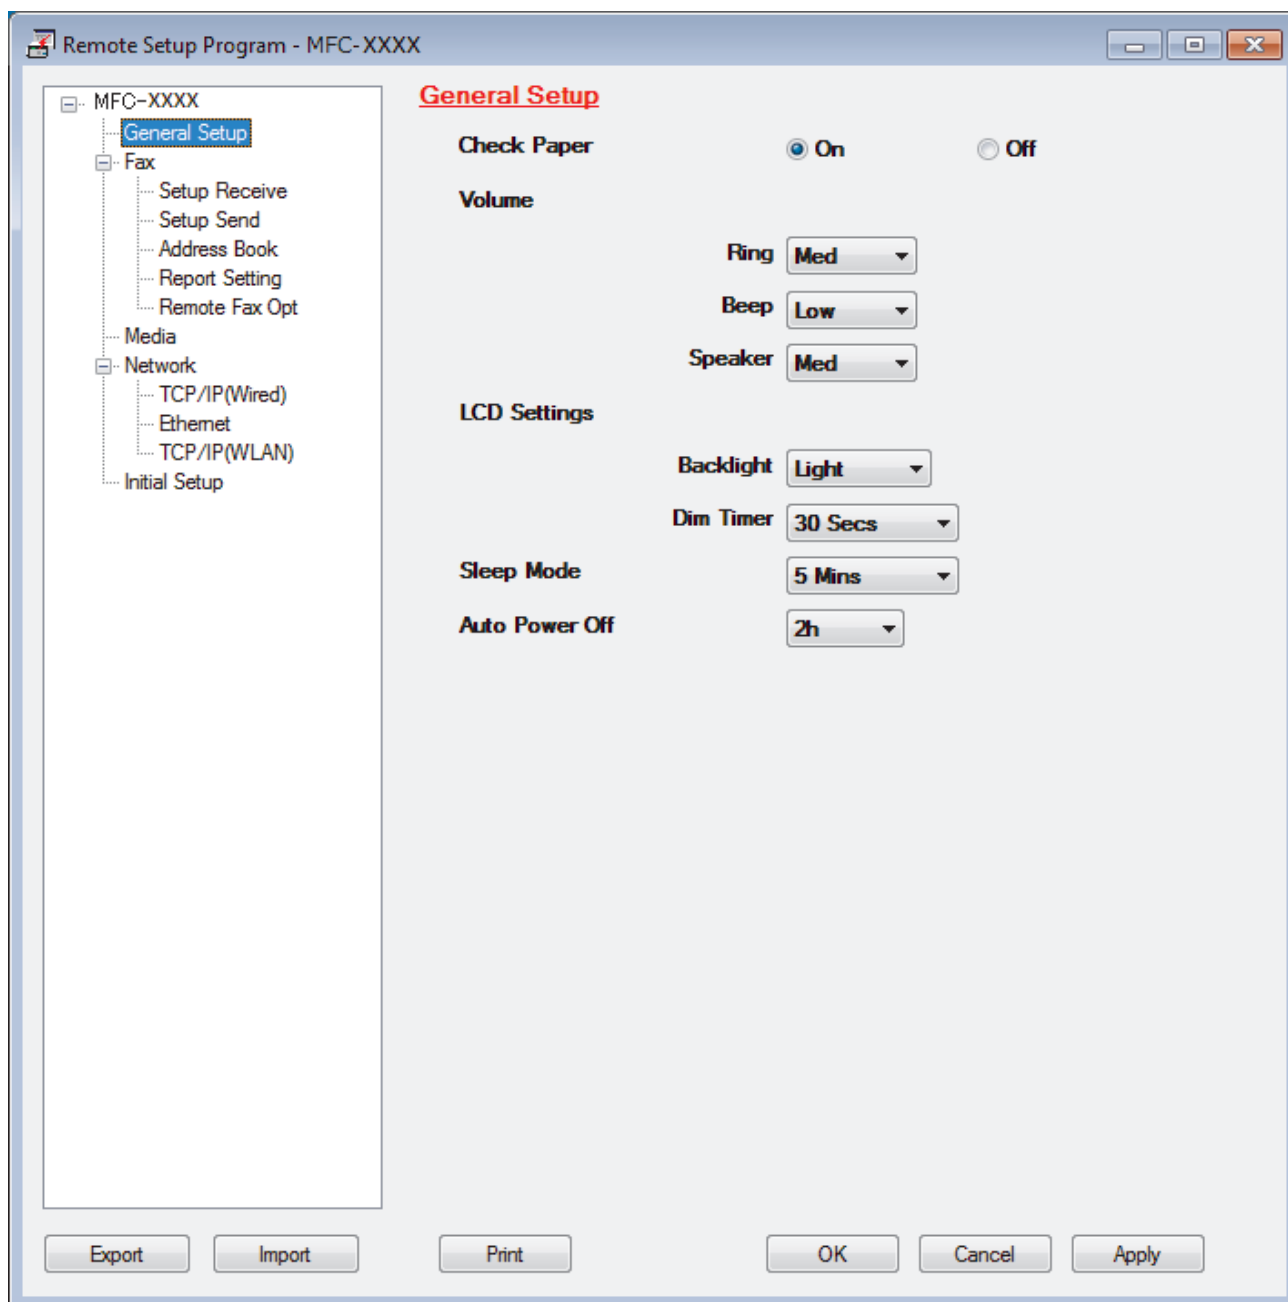 Remote Setup Program - MFC-XXXX
MFC-XXXX
General Setup
Fax
Setup Receive
Setup Send
Address Book
Report Setting
Remote Fax Opt
Media
Network
TCP/IP(Wired)
Ethernet
TCP/IP(WLAN)
Initial Setup
General Setup
Check Paper On Off
Volume
Ring Med
Beep Low
Speaker Med
LCD Settings
Backlight Light
Dim Timer 30 Secs
Sleep Mode 5 Mins
Auto Power Off 2h
Export Import Print OK Cancel Apply